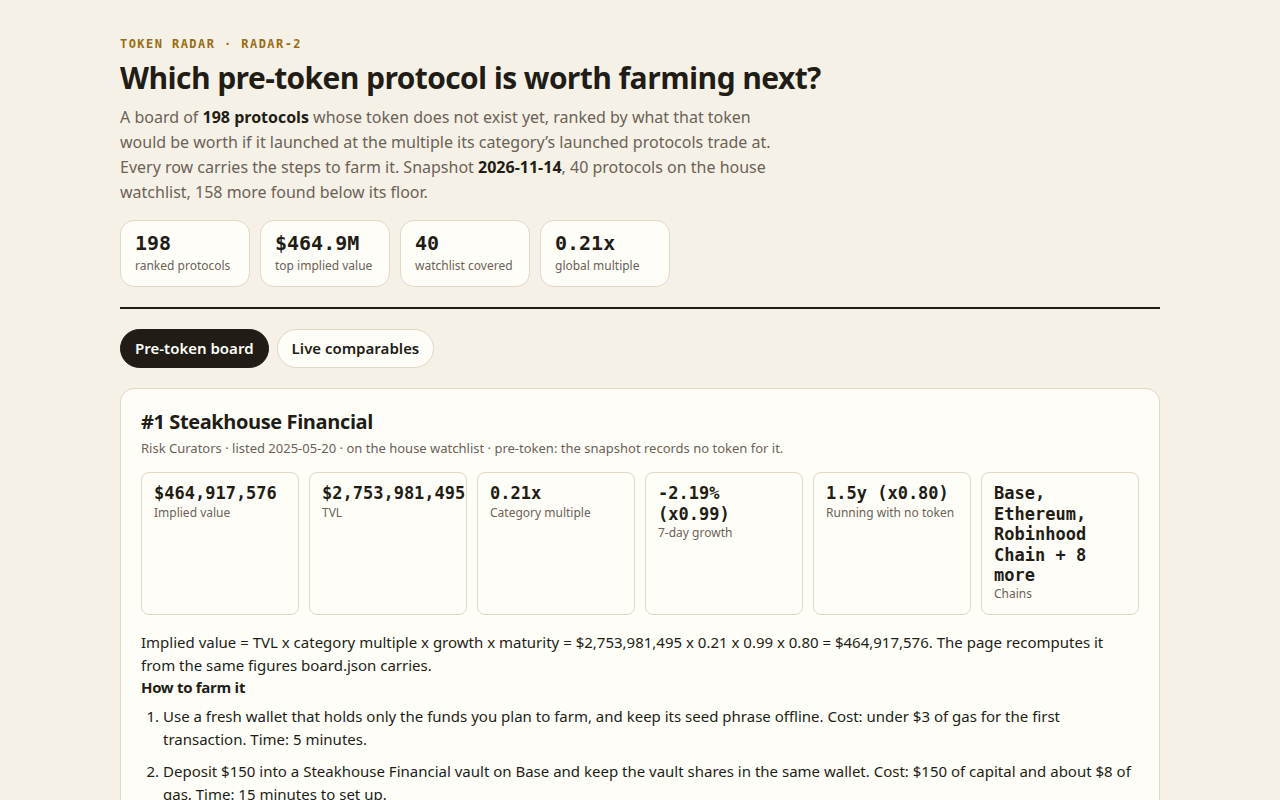 TOKEN RADAR · RADAR-2
Which pre-token protocol is worth farming next?
A board of 198 protocols whose token does not exist yet, ranked by what that token
would be worth if it launched at the multiple its category’s launched protocols trade at.
Every row carries the steps to farm it. Snapshot 2026-11-14, 40 protocols on the house
watchlist, 158 more found below its floor.
198
ranked protocols
$464.9M
top implied value
40
watchlist covered
0.21x
global multiple
Pre-token board
Live comparables
#1 Steakhouse Financial
Risk Curators · listed 2025-05-20 · on the house watchlist · pre-token: the snapshot records no token for it.
$464,917,576
Implied value
$2,753,981,495
TVL
0.21x
Category multiple
-2.19%
(x0.99)
7-day growth
1.5y (x0.80)
Running with no token
Base,
Ethereum,
Robinhood
Chain + 8
more
Chains
Implied value = TVL x category multiple x growth x maturity = $2,753,981,495 x 0.21 x 0.99 x 0.80 = $464,917,576. The page recomputes it
from the same figures board.json carries.
How to farm it
1. Use a fresh wallet that holds only the funds you plan to farm, and keep its seed phrase offline. Cost: under $3 of gas for the first
transaction. Time: 5 minutes.
2. Deposit $150 into a Steakhouse Financial vault on Base and keep the vault shares in the same wallet. Cost: $150 of capital and about $8 of
gas. Time: 15 minutes to set up.